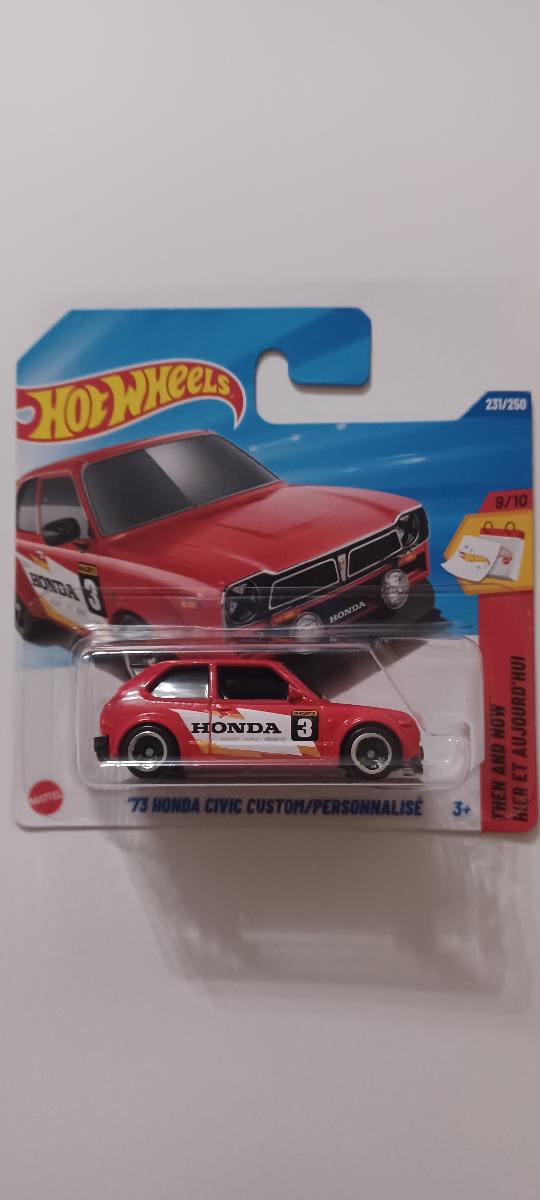 HOT WHEELS
231/250
9/10
HONDA
3
HONDA
HONDA
3
MATTEL
'73 HONDA CIVIC CUSTOM/PERSONNALISÉ
3+
THEN AND NOW™
HIER ET AUJOURD'HUI